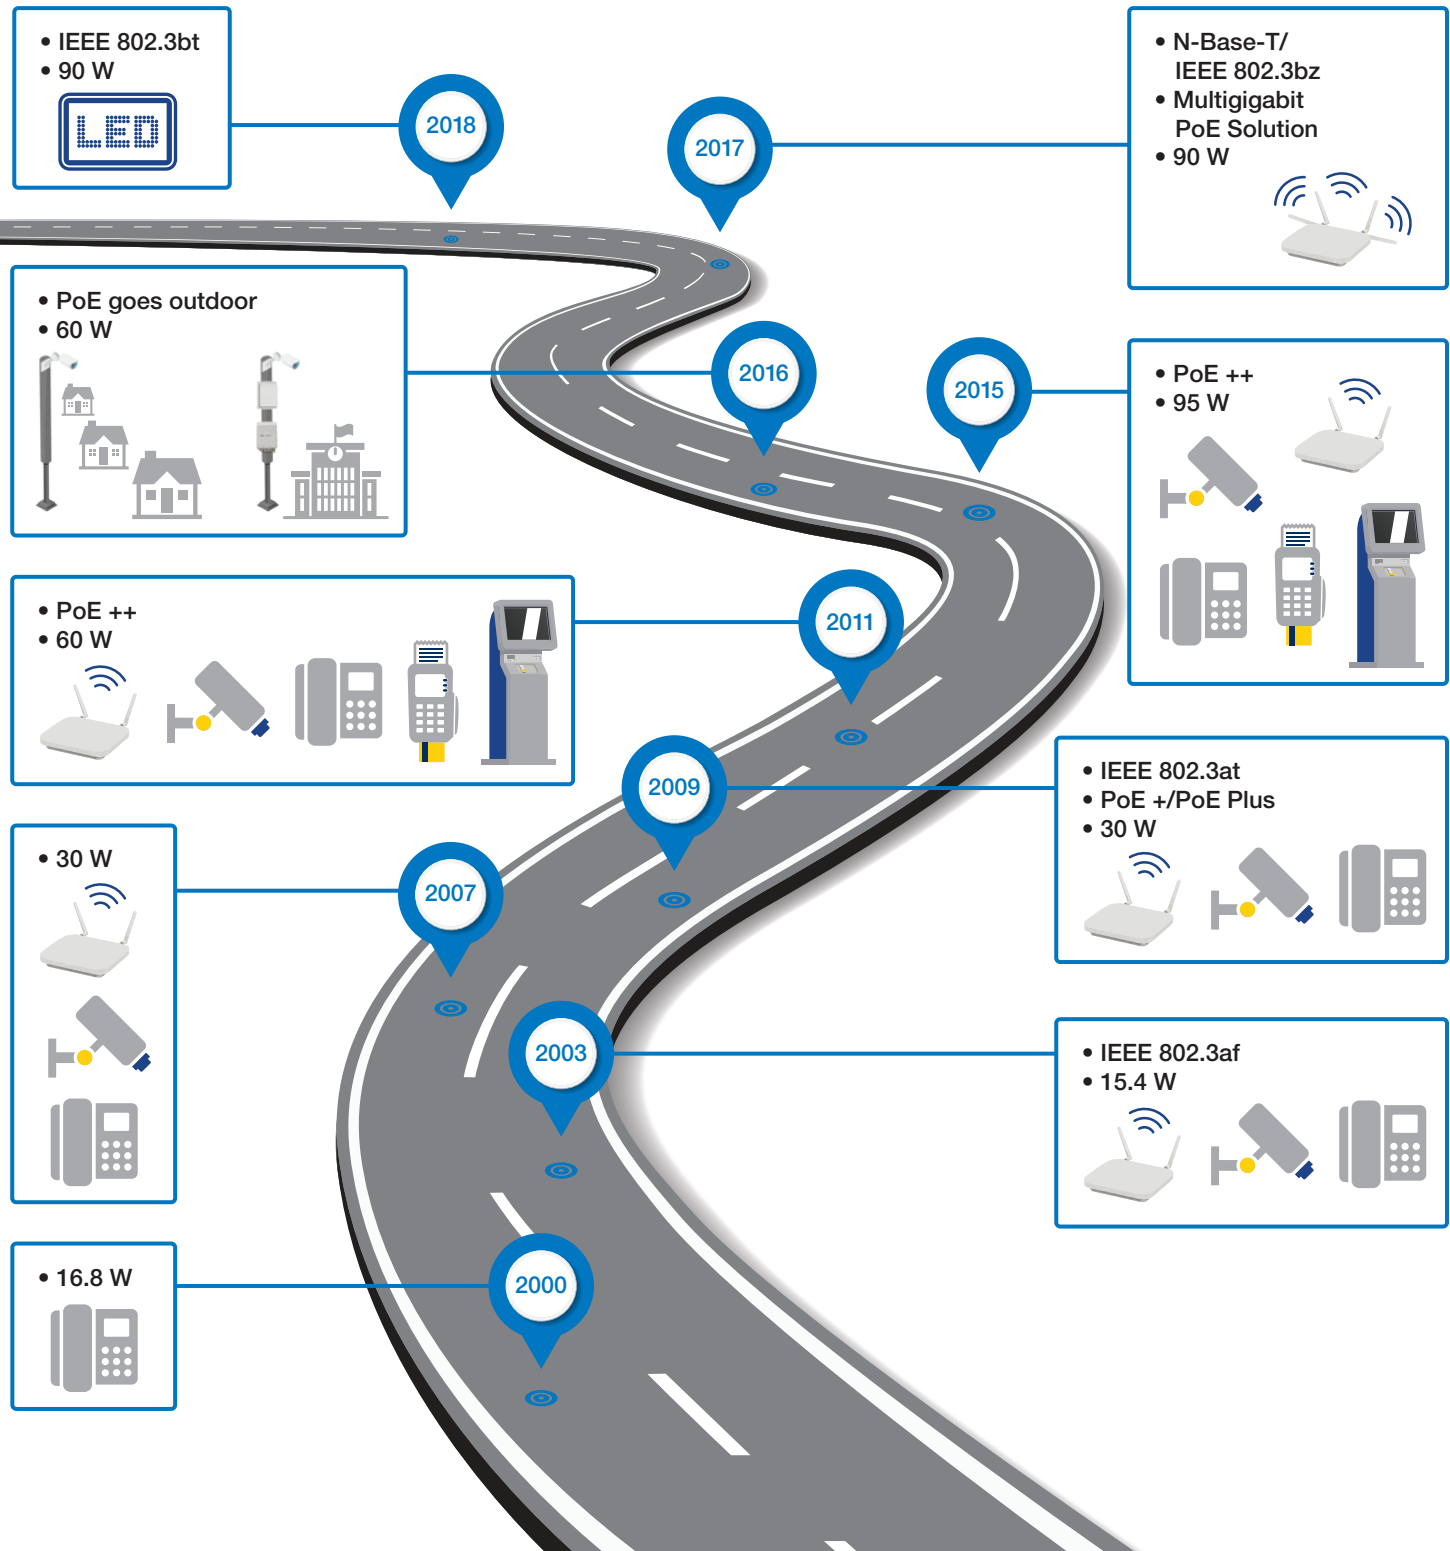 • IEEE 802.3bt
• 90 W
LED
2018
2017
• N-Base-T/
IEEE 802.3bz
• Multigigabit
PoE Solution
• 90 W
• PoE goes outdoor
• 60 W
2016
2015
• PoE ++
• 95 W
• PoE ++
• 60 W
2011
2009
• IEEE 802.3at
• PoE +/PoE Plus
• 30 W
• 30 W
2007
2003
• IEEE 802.3af
• 15.4 W
• 16.8 W
2000